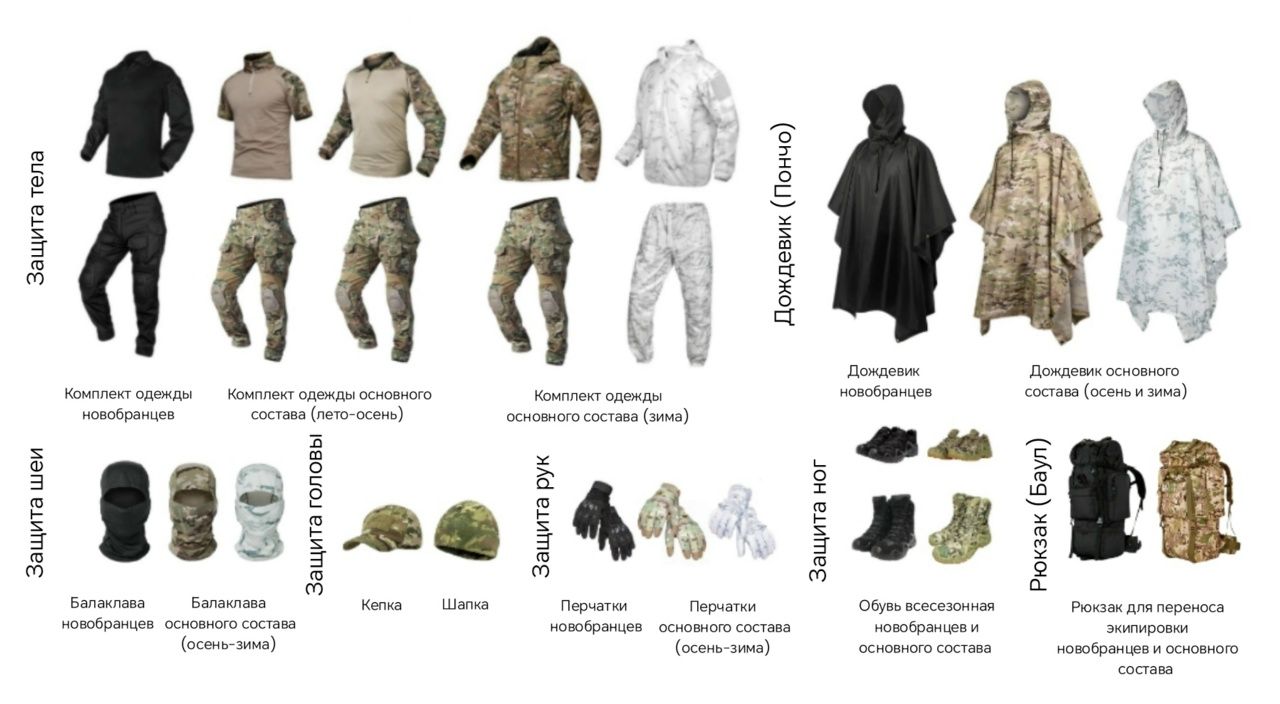 Защита тела
Комплект одежды
новобранцев
Комплект одежды основного
состава (лето-осень)
Комплект одежды
основного состава (зима)
Дождевик (Пончо)
Дождевик
новобранцев
Дождевик основного
состава (осень и зима)
Защита шеи
Балаклава
новобранцев
Балаклава
основного состава
(осень-зима)
Защита головы
Кепка
Шапка
Защита рук
Перчатки
новобранцев
Перчатки
основного состава
(осень-зима)
Защита ног
Обувь всесезонная
новобранцев и
основного состава
Рюкзак (Баул)
Рюкзак для переноса
экипировки
новобранцев и основного
состава